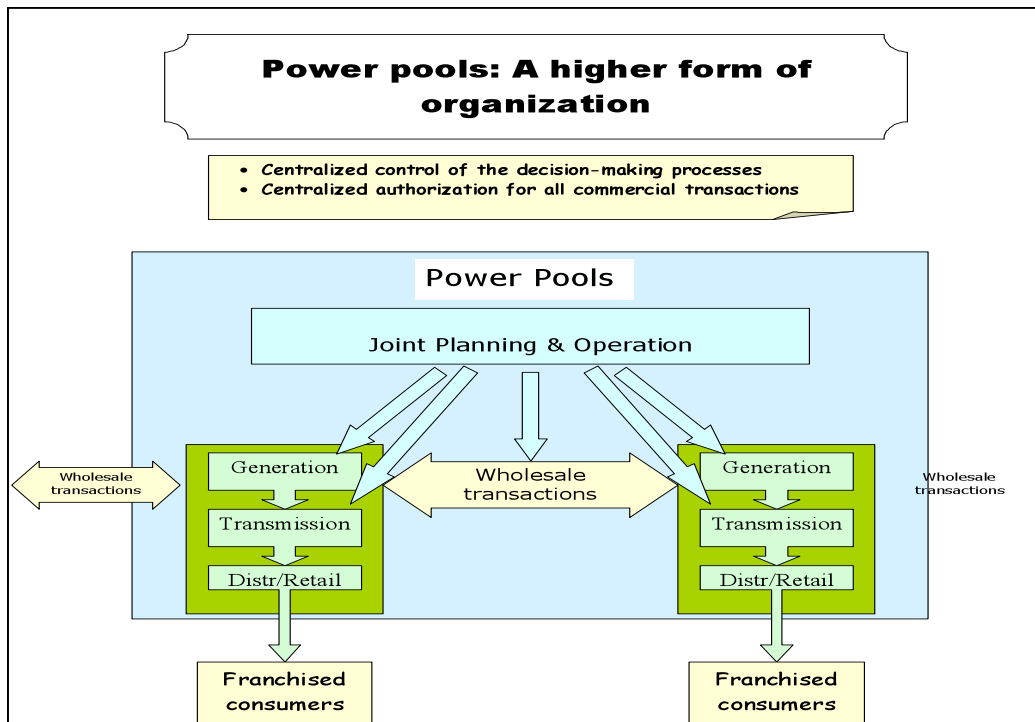 Power pools: A higher form of
organization
• Centralized control of the decision-making processes
• Centralized authorization for all commercial transactions
Power Pools
Joint Planning & Operation
Wholesale
transactions
Generation
Transmission
Distr/Retail
Wholesale
transactions
Generation
Transmission
Distr/Retail
Wholesale
transactions
Franchised
consumers
Franchised
consumers